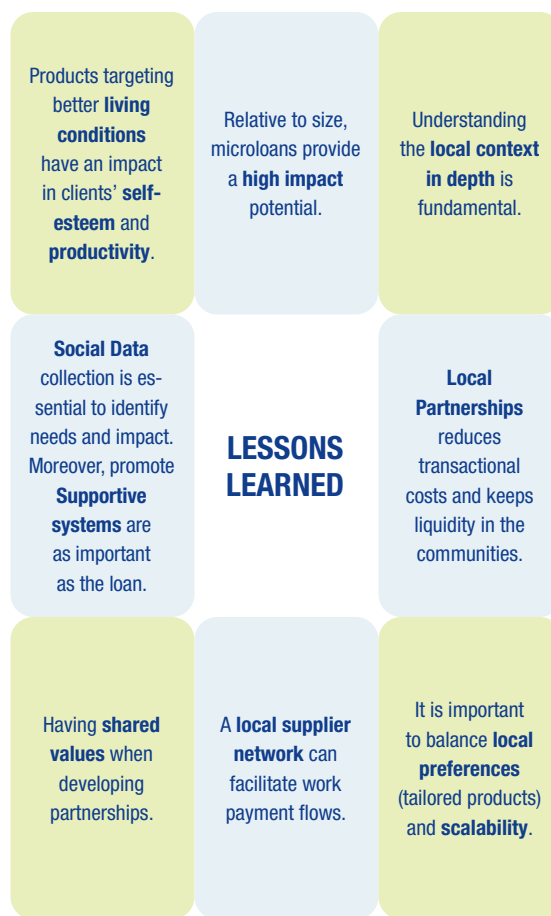 Products targeting
better living
conditions
have an impact
in clients’ self-
esteem and
productivity.
Relative to size,
microloans provide
a high impact
potential.
Understanding
the local context
in depth is
fundamental.
Social Data
collection is es-
sential to identify
needs and impact.
Moreover, promote
Supportive
systems are
as important
as the loan.
LESSONS
LEARNED
Local
Partnerships
reduces
transactional
costs and keeps
liquidity in the
communities.
Having shared
values when
developing
partnerships.
A local supplier
network can
facilitate work
payment flows.
It is important
to balance local
preferences
(tailored products)
and scalability.